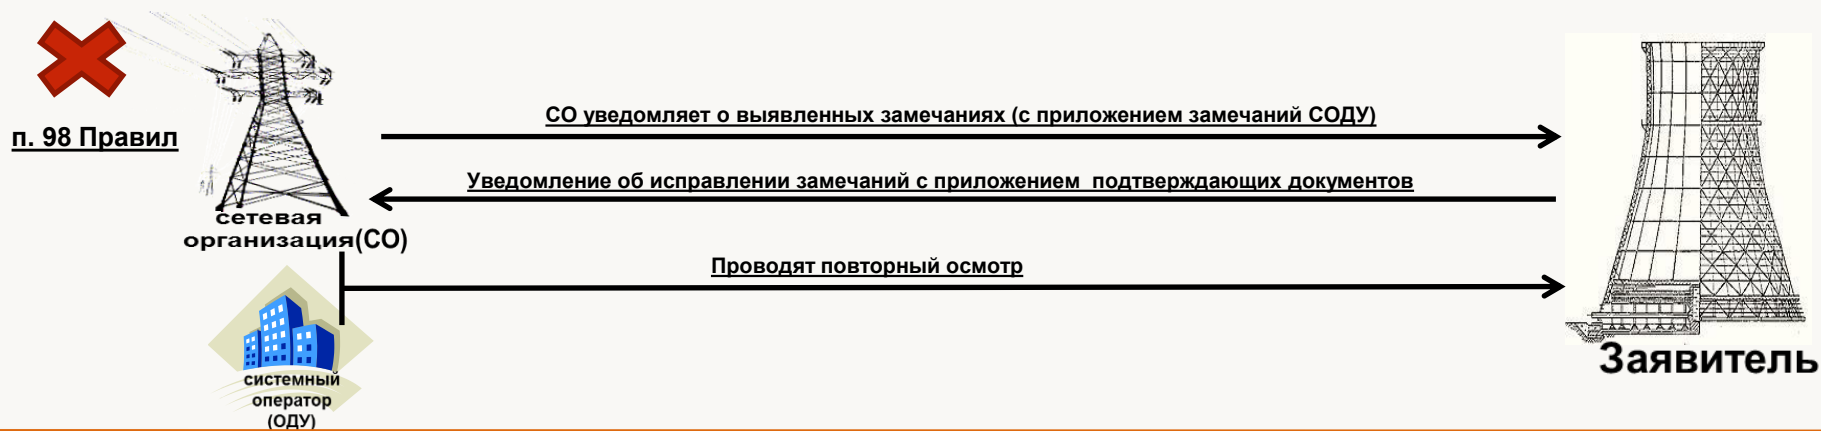 СО уведомляет о выявленных замечаниях (с приложением замечаний СОДУ)
п. 98 Правил
Уведомление об исправлении замечаний с приложением подтверждающих документов
сетевая
организация(СО)
Проводят повторный осмотр
Заявитель
системный
оператор
(ОДУ)